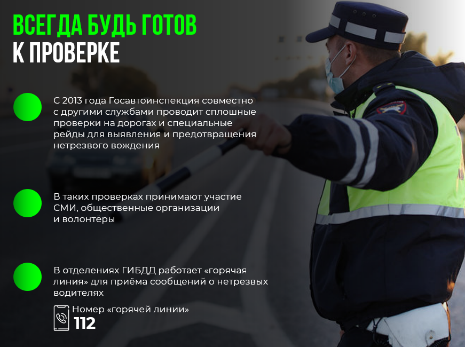 ВСЕГДА БУДЬ ГОТОВ
К ПРОВЕРКЕ
С 2013 года Госавтоинспекция совместно
с другими службами проводит сплошные
проверки на дорогах и специальные
рейды для выявления и предотвращения
нетрезвого вождения
В таких проверках принимают участие
СМИ, общественные организации
и волонтеры
В отделениях ГИБДД работает «горячая
линия» для приёма сообщений о нетрезвых
водителях
Номер «горячей линии»
112